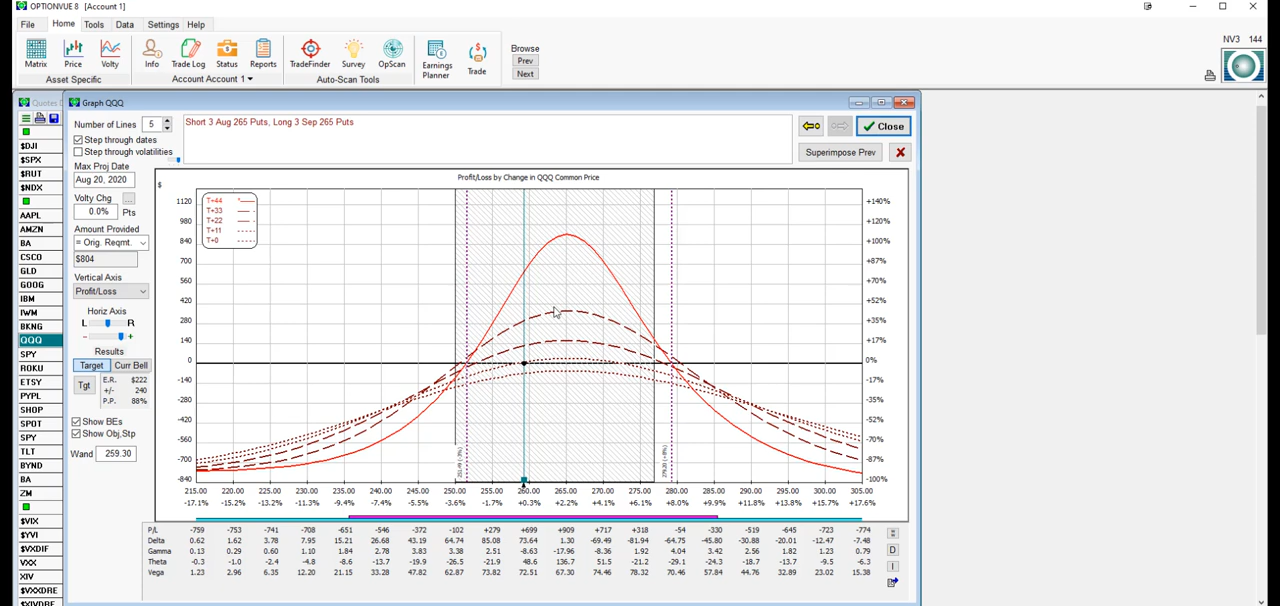 OPTIONVUE 8 [Account 1]
File Home Tools Data Settings Help
Matrix Price Volty Info Trade Log Status Reports TradeFinder Survey OpScan Earnings Planner Trade
Browse
Prev
Next
Asset Specific Account Account 1 Auto-Scan Tools
NV3 144
Quotes
Graph QQQ
Number of Lines 5
Short 3 Aug 265 Puts, Long 3 Sep 265 Puts
Close
Superimpose Prev
Step through dates
Step through volatilities
Max Proj Date
Aug 20, 2020
Volty Chg ...
0.0% Pts
Amount Provided
= Orig. Reqmt.
$804
Vertical Axis
Profit/Loss
Horiz Axis
L R
- +
Results
Target Curr Bell
Tgt
E.R. $222
+/- 240
P.P. 88%
Show BEs
Show Obj,Stp
Wand 259.30
$DJI
$SPX
$RUT
$NDX
AAPL
AMZN
BA
CSCO
GLD
GOOG
IBM
IWM
BKNG
QQQ
SPY
ROKU
ETSY
PYPL
SHOP
SPOT
SPY
TLT
BYND
BA
ZM
$VIX
$YVI
$VXDIF
VXX
XIV
$VXXDRE
$XIVDRE
Profit/Loss by Change in QQQ Common Price
$
T+44
T+33
T+22
T+11
T+0
1120 +140%
980 +120%
840 +100%
700 +87%
560 +70%
420 +52%
280 +35%
140 +17%
0 0%
-140 -17%
-280 -35%
-420 -52%
-560 -70%
-700 -87%
-840 -100%
215.00 220.00 225.00 230.00 235.00 240.00 245.00 250.00 255.00 260.00 265.00 270.00 275.00 280.00 285.00 290.00 295.00 300.00 305.00
-17.1% -15.2% -13.2% -11.3% -9.4% -7.4% -5.5% -3.6% -1.7% +0.3% +2.2% +4.1% +6.1% +8.0% +9.9% +11.8% +13.8% +15.7% +17.6%
P/L -759 -753 -741 -708 -651 -546 -372 -102 +279 +699 +909 +717 +318 -54 -330 -519 -645 -723 -774
Delta 0.62 1.62 3.78 7.95 15.21 26.68 43.19 64.74 85.08 73.64 1.30 -69.49 -81.94 -64.75 -45.80 -30.88 -20.01 -12.47 -7.48
Gamma 0.13 0.29 0.60 1.10 1.84 2.78 3.83 3.38 2.51 -8.63 -17.96 -8.36 1.92 4.04 3.42 2.56 1.82 1.23 0.79
Theta -0.3 -1.0 -2.4 -4.8 -8.6 -13.7 -19.9 -26.5 -21.9 48.6 136.7 51.5 -21.2 -29.1 -24.3 -18.7 -13.7 -9.5 -6.3
Vega 1.23 2.96 6.35 12.20 21.15 33.28 47.82 62.87 73.82 72.51 67.30 74.46 78.32 70.46 57.84 44.76 32.89 23.02 15.38
D
I